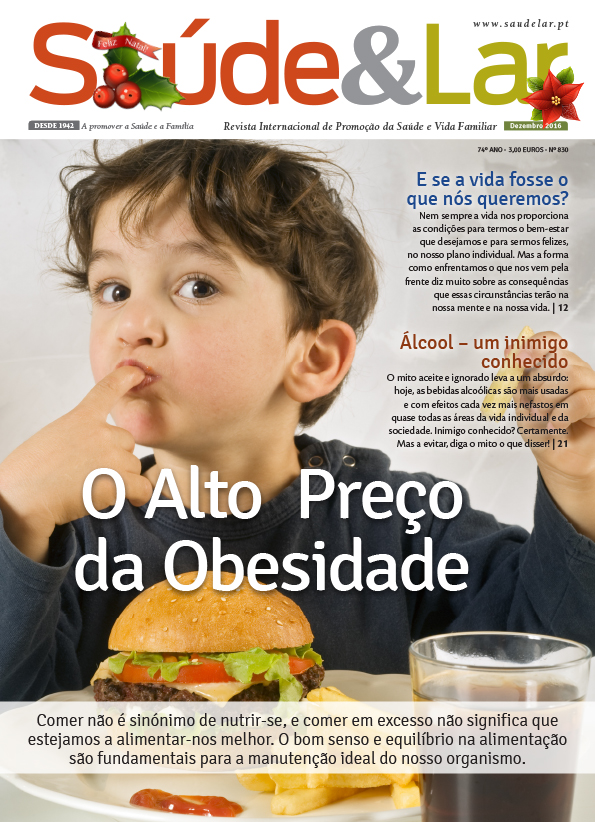 www.saudelar.pt
Feliz Natal!
Saúde&Lar
DESDE 1942 A promover a Saúde e a Família
Revista Internacional de Promoção da Saúde e Vida Familiar Dezembro 2016
74º ANO - 3,00 EUROS - Nº 830
E se a vida fosse o
que nós queremos?
Nem sempre a vida nos proporciona
as condições para termos o bem-estar
que desejamos e para sermos felizes,
no nosso plano individual. Mas a forma
como enfrentamos o que nos vem pela
frente diz muito sobre as consequências
que essas circunstâncias terão na
nossa mente e na nossa vida. | 12
Álcool – um inimigo
conhecido
O mito aceite e ignorado leva a um absurdo:
hoje, as bebidas alcoólicas são mais usadas
e com efeitos cada vez mais nefastos em
quase todas as áreas da vida individual e da
sociedade. Inimigo conhecido? Certamente.
Mas a evitar, diga o mito o que disser! | 21
O Alto Preço
da Obesidade
Comer não é sinónimo de nutrir-se, e comer em excesso não significa que
estejamos a alimentar-nos melhor. O bom senso e equilíbrio na alimentação
são fundamentais para a manutenção ideal do nosso organismo.